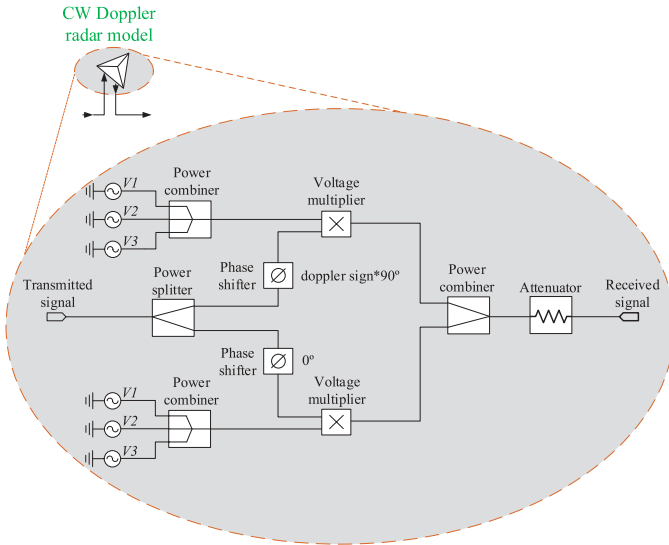 CW Doppler
radar model
V1
V2
V3
Power
combiner
Voltage
multiplier
Phase
shifter
doppler sign*90º
Transmitted
signal
Power
splitter
Power
combiner
Attenuator
Received
signal
Phase
shifter
0º
V1
V2
V3
Power
combiner
Voltage
multiplier